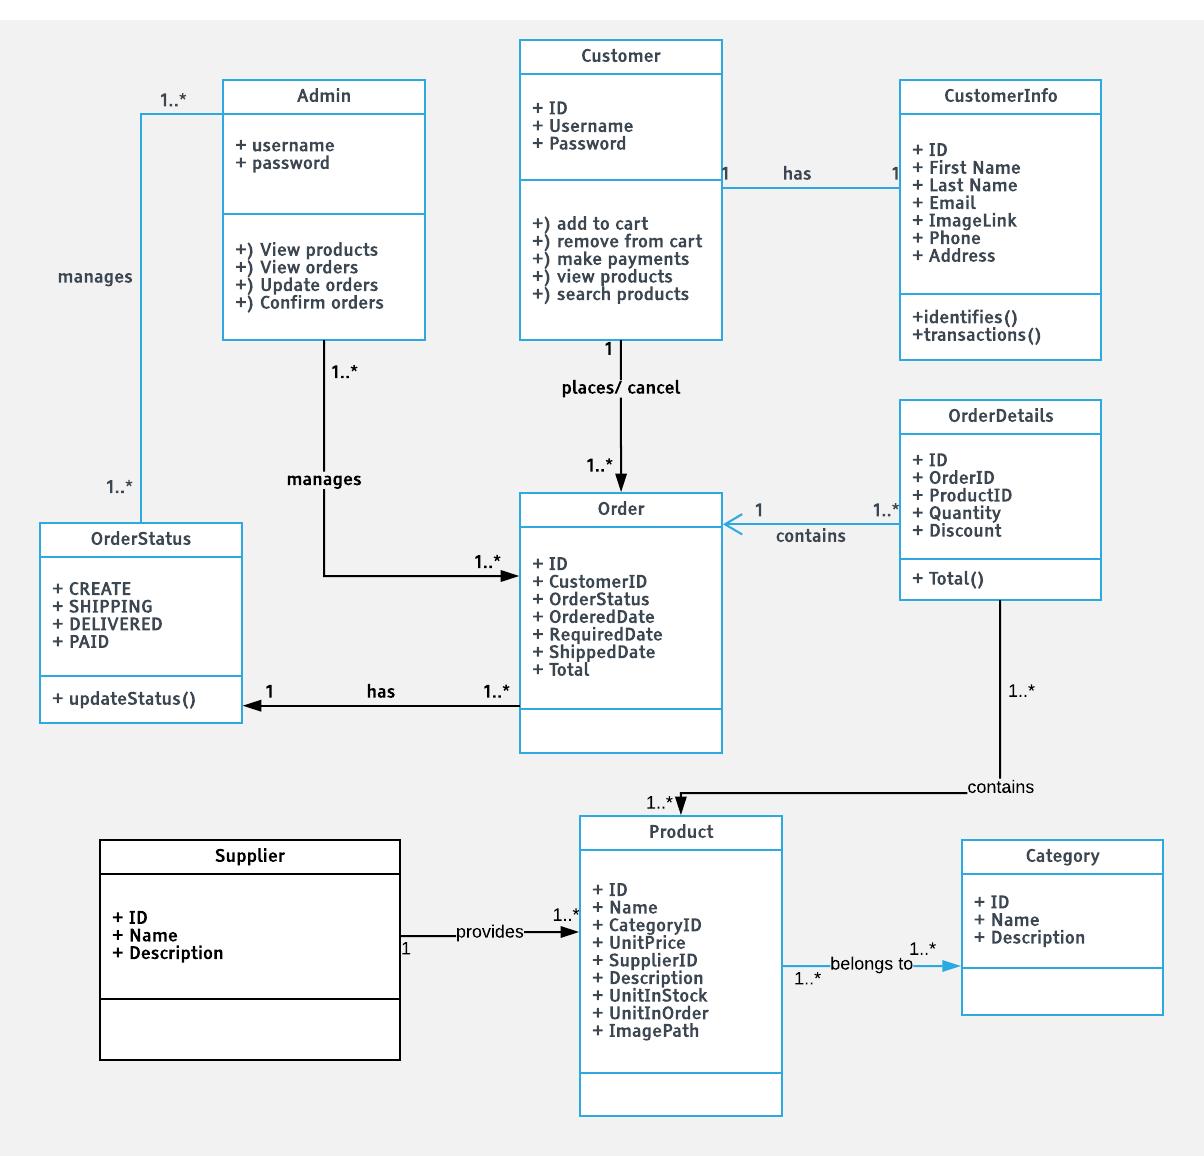 Customer
+ ID
+ Username
+ Password
+) add to cart
+) remove from cart
+) make payments
+) view products
+) search products
Admin
+ username
+ password
+) View products
+) View orders
+) Update orders
+) Confirm orders
CustomerInfo
+ ID
+ First Name
+ Last Name
+ Email
+ ImageLink
+ Phone
+ Address
+identifies()
+transactions()
1..*
manages
1..*
1
has
1
1..*
manages
1..*
1
places/ cancel
1..*
OrderDetails
+ ID
+ OrderID
+ ProductID
+ Quantity
+ Discount
+ Total()
Order
+ ID
+ CustomerID
+ OrderStatus
+ OrderedDate
+ RequiredDate
+ ShippedDate
+ Total
1
1..*
contains
OrderStatus
+ CREATE
+ SHIPPING
+ DELIVERED
+ PAID
+ updateStatus()
1
has
1..*
1..*
contains
1..*
Product
+ ID
+ Name
+ CategoryID
+ UnitPrice
+ SupplierID
+ Description
+ UnitInStock
+ UnitInOrder
+ ImagePath
Supplier
+ ID
+ Name
+ Description
1
provides
1..*
Category
+ ID
+ Name
+ Description
1..*
belongs to
1..*